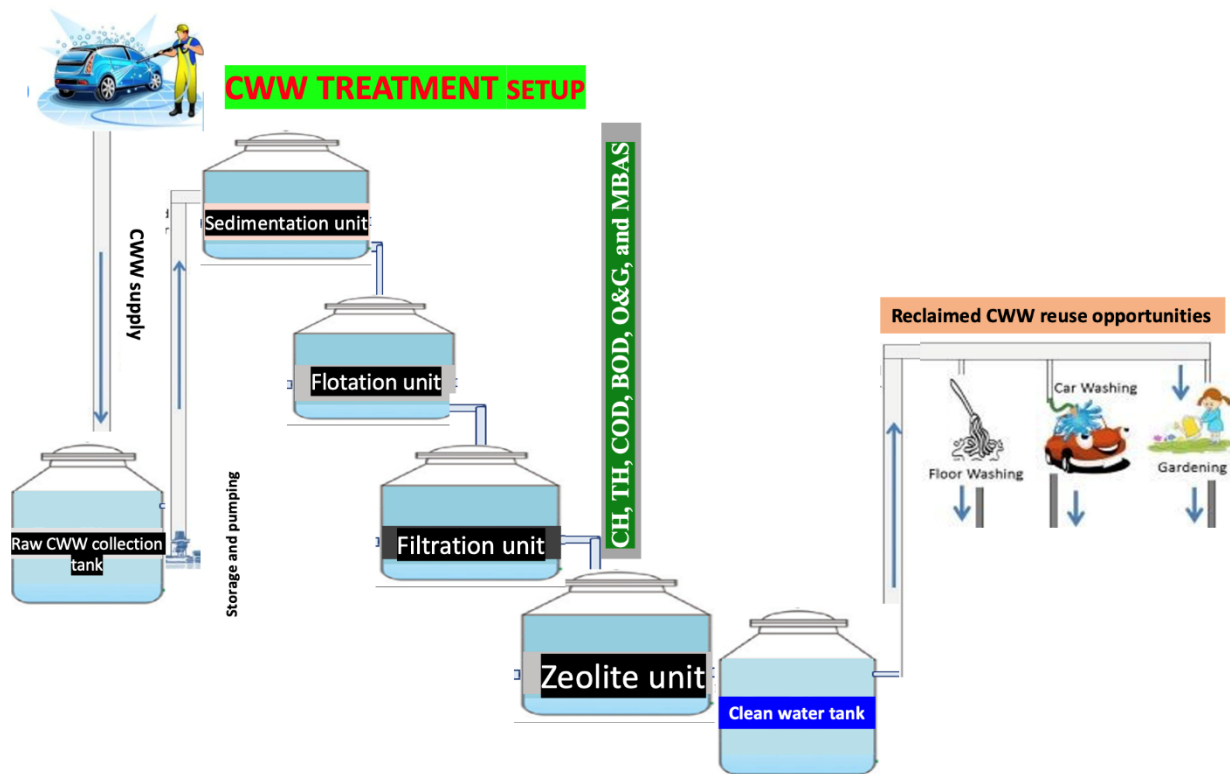 CWW TREATMENT SETUP
CWW supply
Sedimentation unit
Flotation unit
Filtration unit
CH, TH, COD, BOD, O&G, and MBAS
Raw CWW collection
tank
Storage and pumping
Zeolite unit
Clean water tank
Reclaimed CWW reuse opportunities
Car Washing
Floor Washing
Gardening